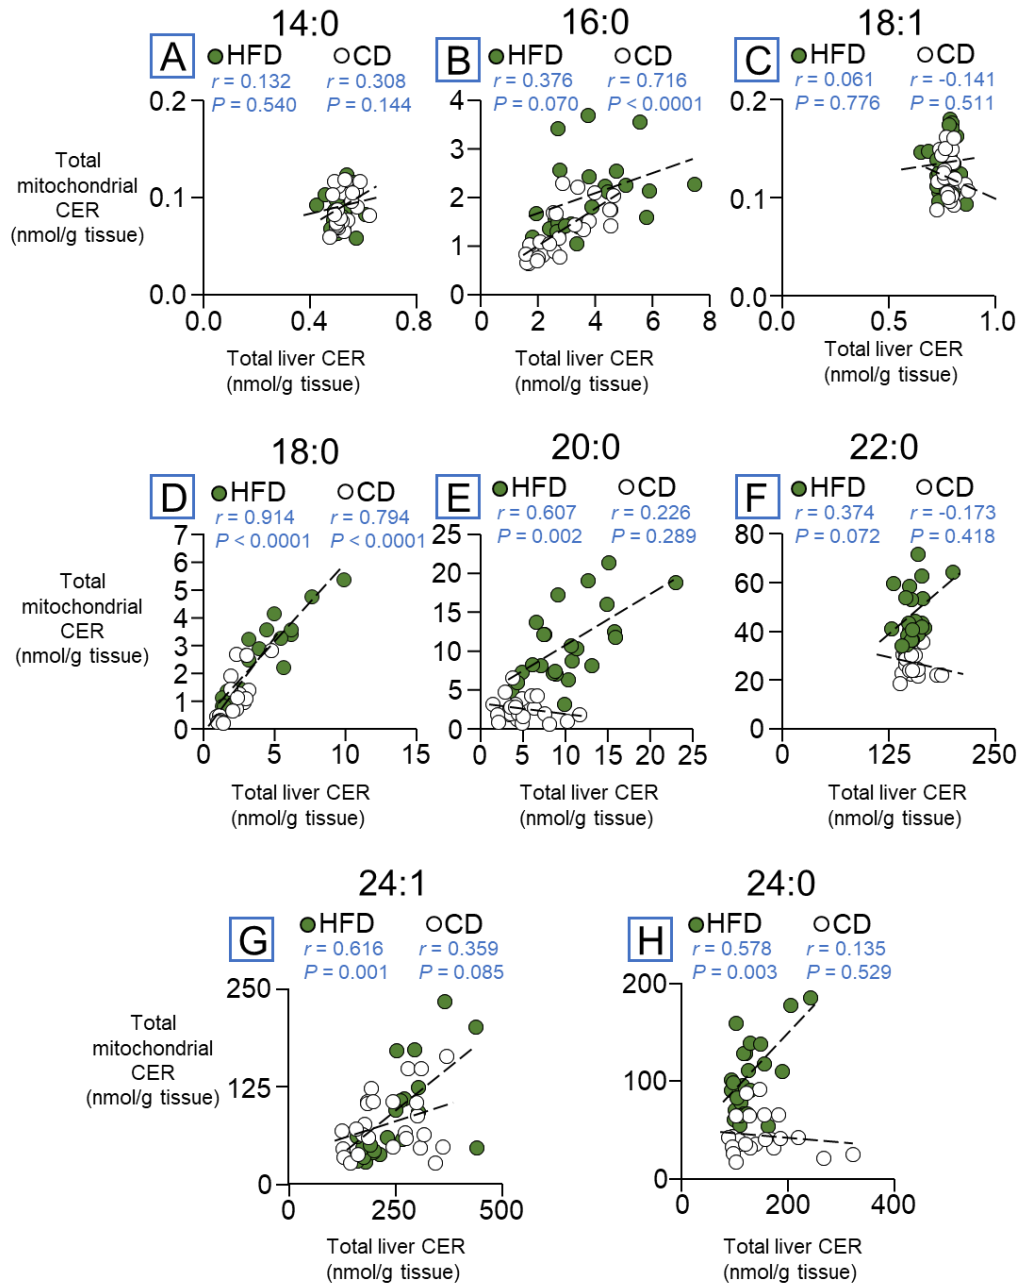 14:0
16:0
18:1
A
HFD
CD
B
HFD
CD
C
HFD
CD
r = 0.132
r = 0.308
r = 0.376
r = 0.716
r = 0.061
r = -0.141
P = 0.540
P = 0.144
P = 0.070
P < 0.0001
P = 0.776
P = 0.511
Total
mitochondrial
CER
(nmol/g tissue)
0.2
0.1
0.0
0.0
0.4
0.8
4
3
2
1
0
0
2
4
6
8
0.2
0.1
0.0
0.0
0.5
1.0
Total liver CER
(nmol/g tissue)
Total liver CER
(nmol/g tissue)
Total liver CER
(nmol/g tissue)
18:0
20:0
22:0
D
HFD
CD
E
HFD
CD
F
HFD
CD
r = 0.914
r = 0.794
r = 0.607
r = 0.226
r = 0.374
r = -0.173
P < 0.0001
P < 0.0001
P = 0.002
P = 0.289
P = 0.072
P = 0.418
Total
mitochondrial
CER
(nmol/g tissue)
7
6
5
4
3
2
1
0
0
5
10
15
25
20
15
10
5
0
0
5
10
15
20
25
80
60
40
20
0
0
125
250
Total liver CER
(nmol/g tissue)
Total liver CER
(nmol/g tissue)
Total liver CER
(nmol/g tissue)
24:1
24:0
G
HFD
CD
H
HFD
CD
r = 0.616
r = 0.359
r = 0.578
r = 0.135
P = 0.001
P = 0.085
P = 0.003
P = 0.529
Total
mitochondrial
CER
(nmol/g tissue)
250
125
0
0
250
500
200
100
0
0
200
400
Total liver CER
(nmol/g tissue)
Total liver CER
(nmol/g tissue)